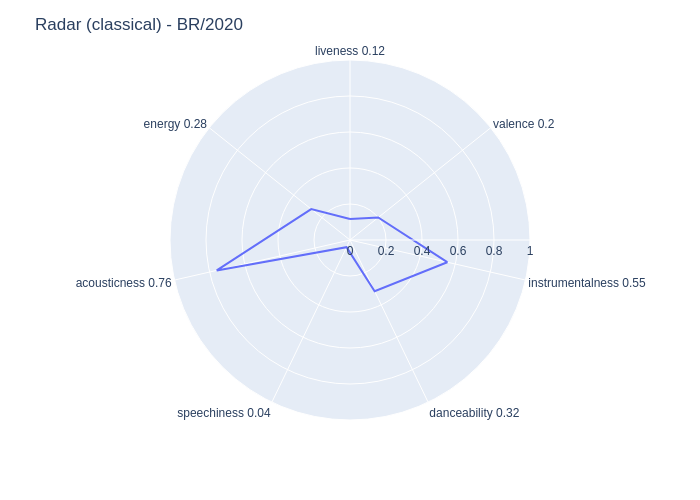 Radar (classical) - BR/2020
liveness 0.12
energy 0.28
valence 0.2
0 0.2 0.4 0.6 0.8 1
acousticness 0.76
instrumentalness 0.55
speechiness 0.04
danceability 0.32